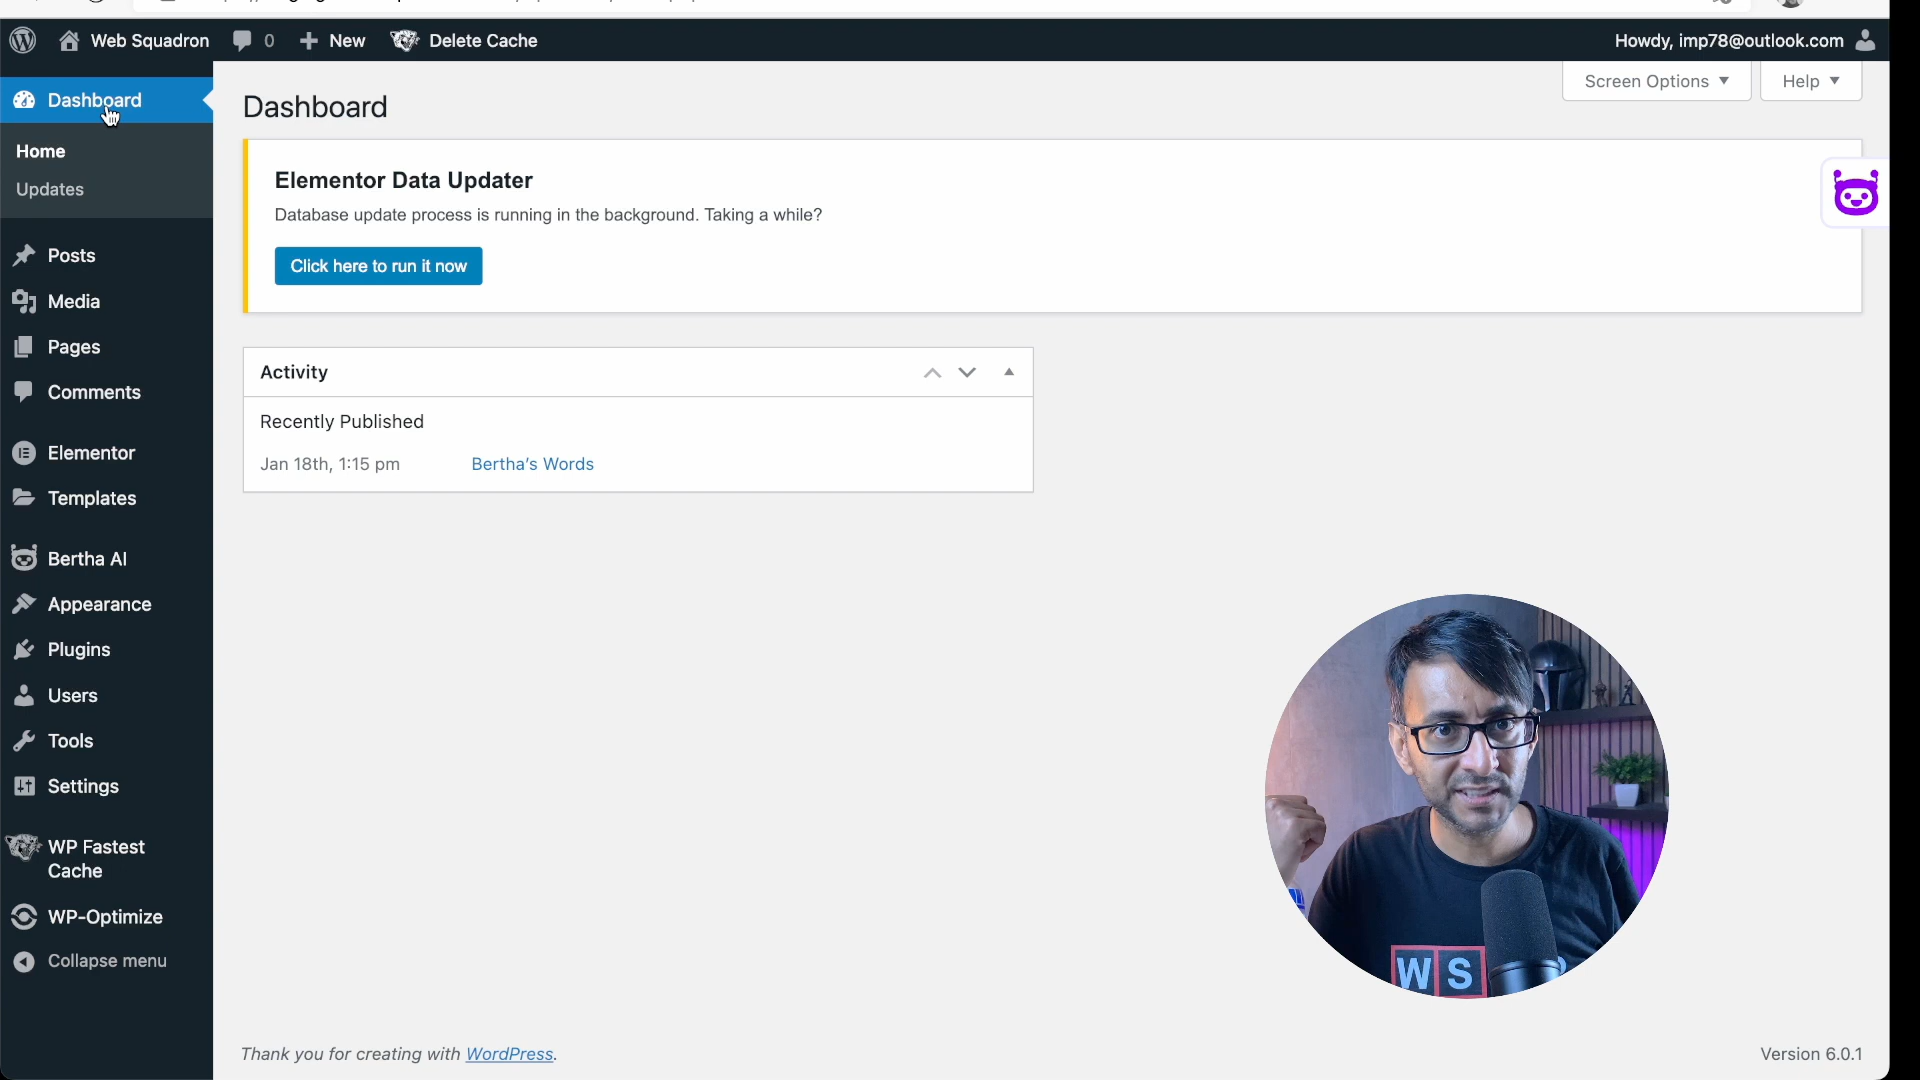 Web Squadron
0
New
Delete Cache
Howdy, imp78@outlook.com
Dashboard
Home
Updates
Posts
Media
Pages
Comments
Elementor
Templates
Bertha AI
Appearance
Plugins
Users
Tools
Settings
WP Fastest
Cache
WP-Optimize
Collapse menu
Screen Options
Help
Dashboard
Elementor Data Updater
Database update process is running in the background. Taking a while?
Click here to run it now
Activity
Recently Published
Jan 18th, 1:15 pm
Bertha's Words
WS
Thank you for creating with WordPress.
Version 6.0.1